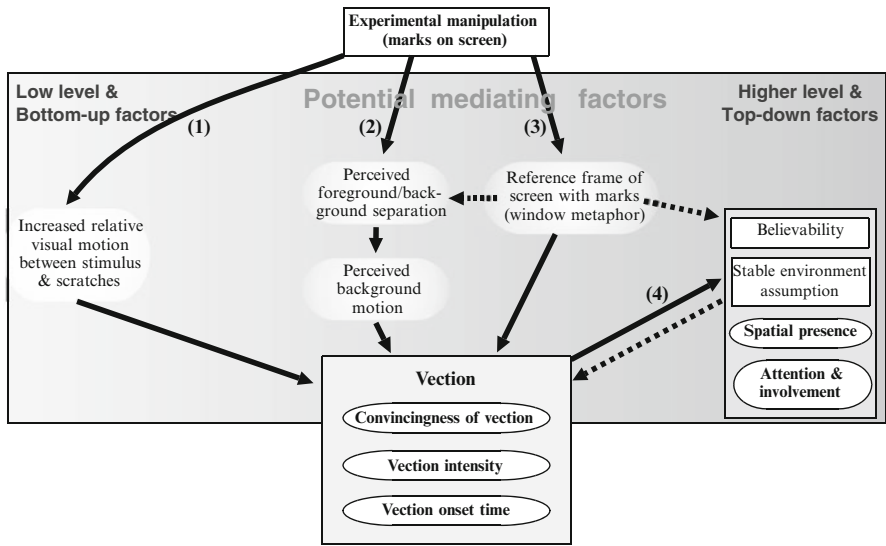 Experimental manipulation
(marks on screen)
Low level &
Bottom-up factors
Potential mediating factors
Higher level &
Top-down factors
(1)
(2)
(3)
Perceived
foreground/back-
ground separation
Reference frame of
screen with marks
(window metaphor)
Increased relative
visual motion
between stimulus
& scratches
Perceived
background
motion
Believability
Stable environment
assumption
Spatial presence
Attention &
involvement
(4)
Vection
Convincingness of vection
Vection intensity
Vection onset time